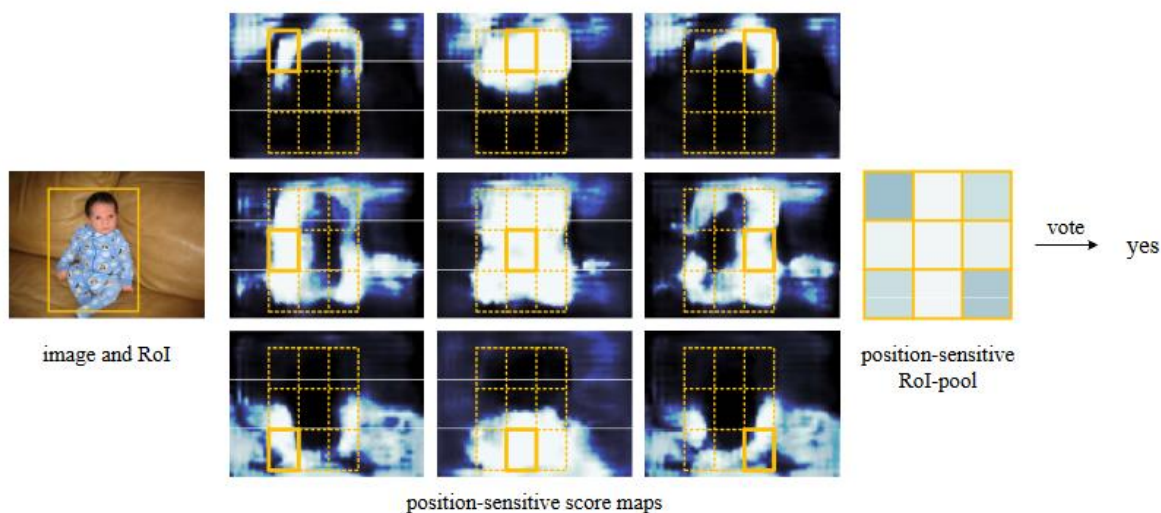 vote
yes
image and RoI
position-sensitive
RoI-pool
position-sensitive score maps